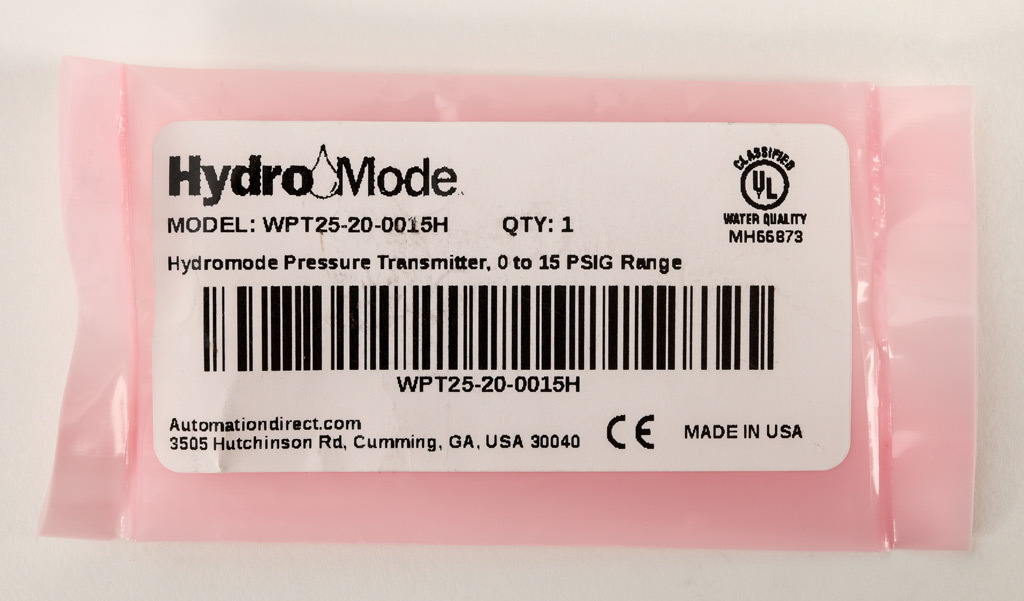 HydroMode
CLASSIFIED
UL
WATER QUALITY
MH66873
MODEL: WPT25-20-0015H QTY: 1
Hydromode Pressure Transmitter, 0 to 15 PSIG Range
WPT25-20-0015H
Automationdirect.com
3505 Hutchinson Rd, Cumming, GA, USA 30040
CE
MADE IN USA